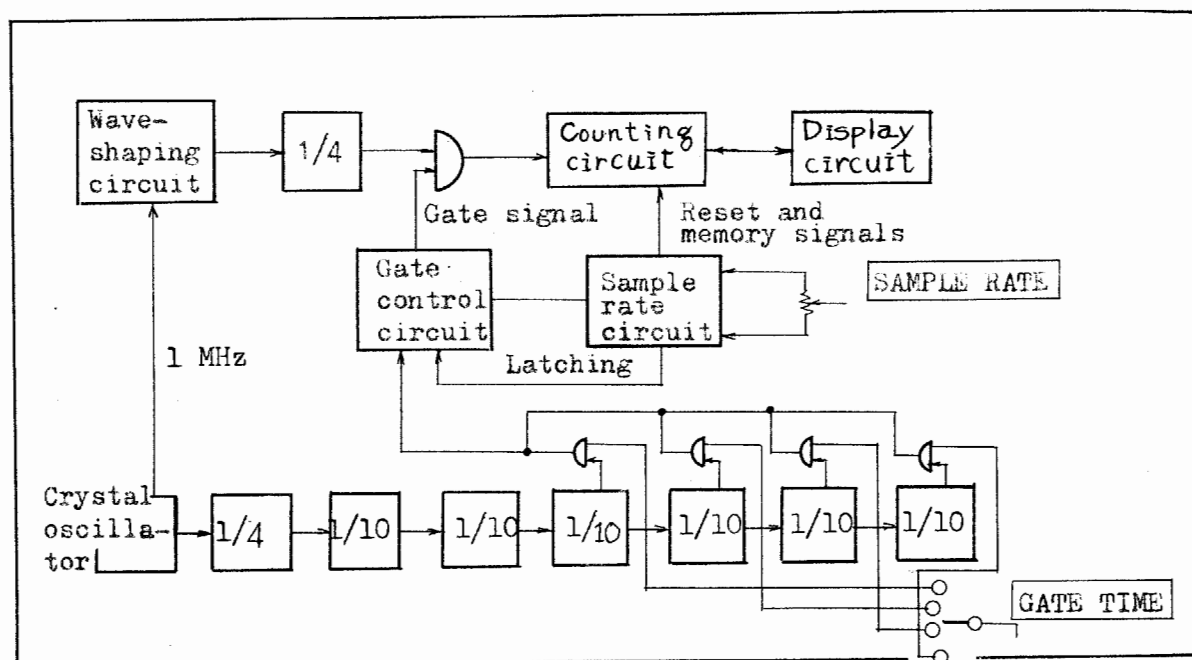 Wave-
shaping
circuit
1/4
Counting
circuit
Display
circuit
Gate signal
Reset and
memory signals
Gate
control
circuit
Sample
rate
circuit
SAMPLE RATE
1 MHz
Latching
Crystal
oscilla-
tor
1/4
1/10
1/10
1/10
1/10
1/10
1/10
GATE TIME